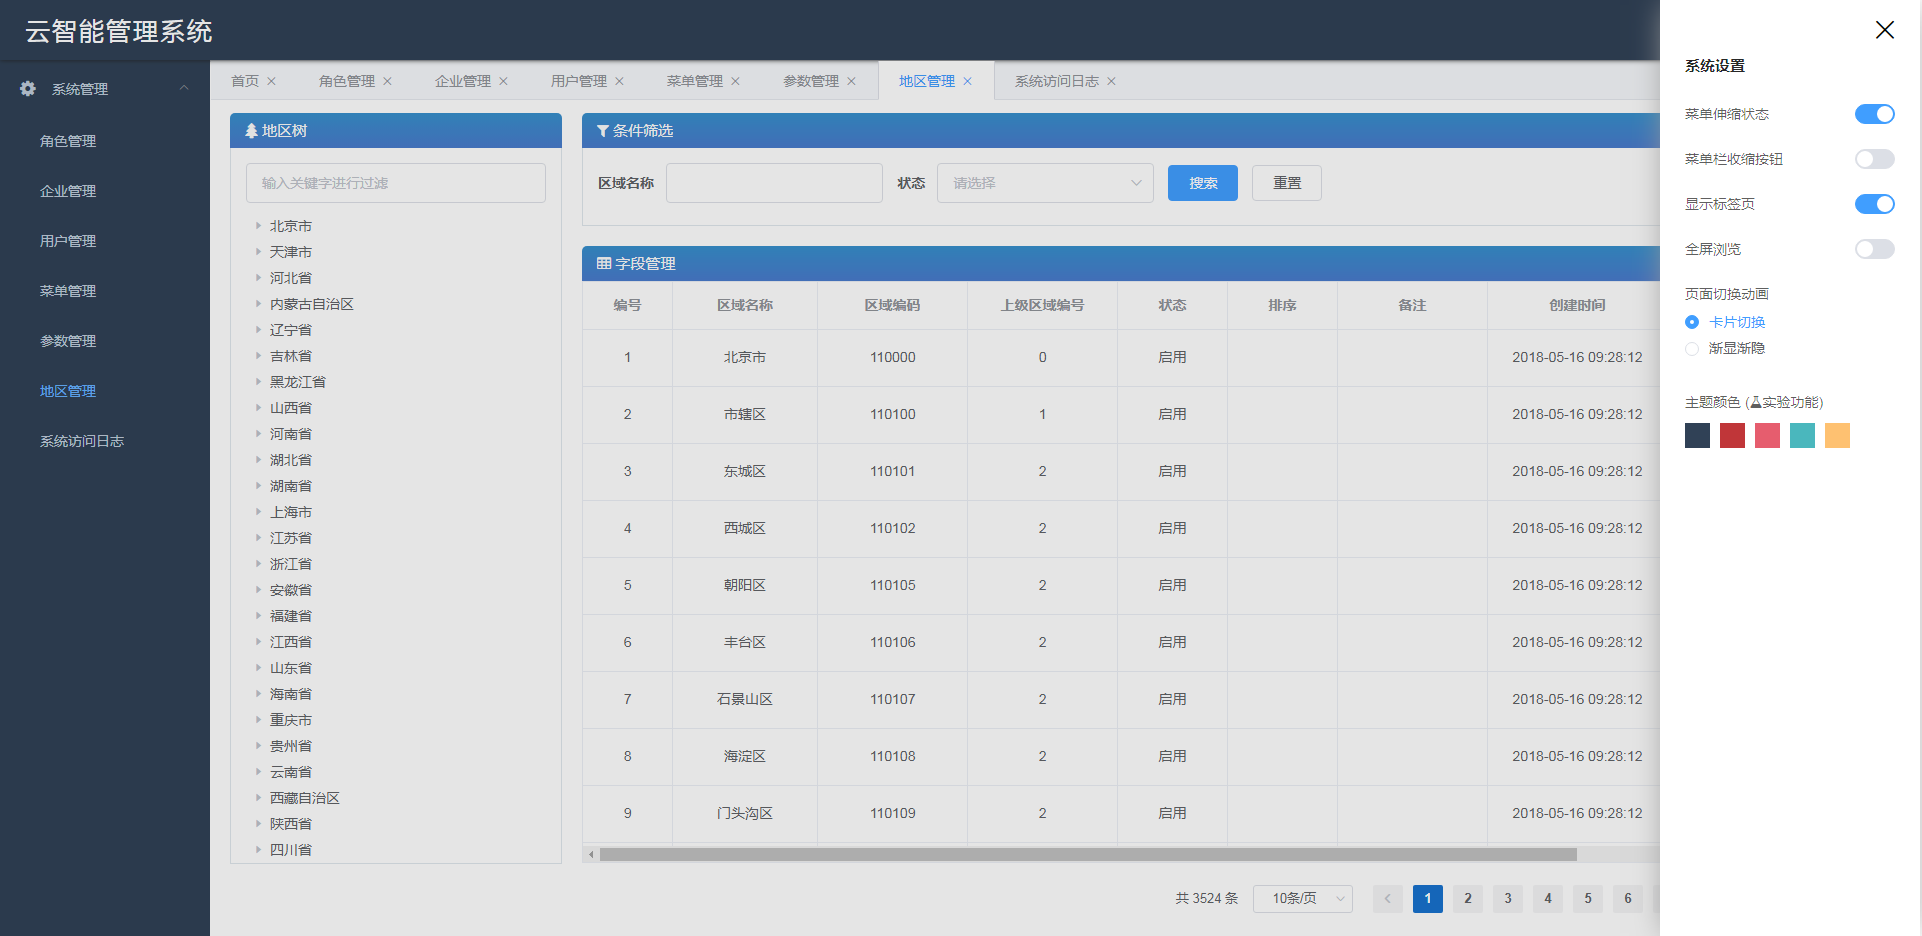 云智能管理系统
系统管理
角色管理
企业管理
用户管理
菜单管理
参数管理
地区管理
系统访问日志
首页 角色管理 企业管理 用户管理 菜单管理 参数管理 地区管理 系统访问日志
地区树
输入关键字进行过滤
北京市
天津市
河北省
内蒙古自治区
辽宁省
吉林省
黑龙江省
山西省
河南省
湖北省
湖南省
上海市
江苏省
浙江省
安徽省
福建省
江西省
山东省
海南省
重庆市
贵州省
云南省
西藏自治区
陕西省
四川省
条件筛选
区域名称 状态 请选择 搜索 重置
字段管理
编号 区域名称 区域编码 上级区域编号 状态 排序 备注 创建时间
1 北京市 110000 0 启用 2018-05-16 09:28:12
2 市辖区 110100 1 启用 2018-05-16 09:28:12
3 东城区 110101 2 启用 2018-05-16 09:28:12
4 西城区 110102 2 启用 2018-05-16 09:28:12
5 朝阳区 110105 2 启用 2018-05-16 09:28:12
6 丰台区 110106 2 启用 2018-05-16 09:28:12
7 石景山区 110107 2 启用 2018-05-16 09:28:12
8 海淀区 110108 2 启用 2018-05-16 09:28:12
9 门头沟区 110109 2 启用 2018-05-16 09:28:12
共 3524 条 10条/页 1 2 3 4 5 6
系统设置
菜单伸缩状态
菜单栏收缩按钮
显示标签页
全屏浏览
页面切换动画
卡片切换
渐显渐隐
主题颜色 (实验功能)